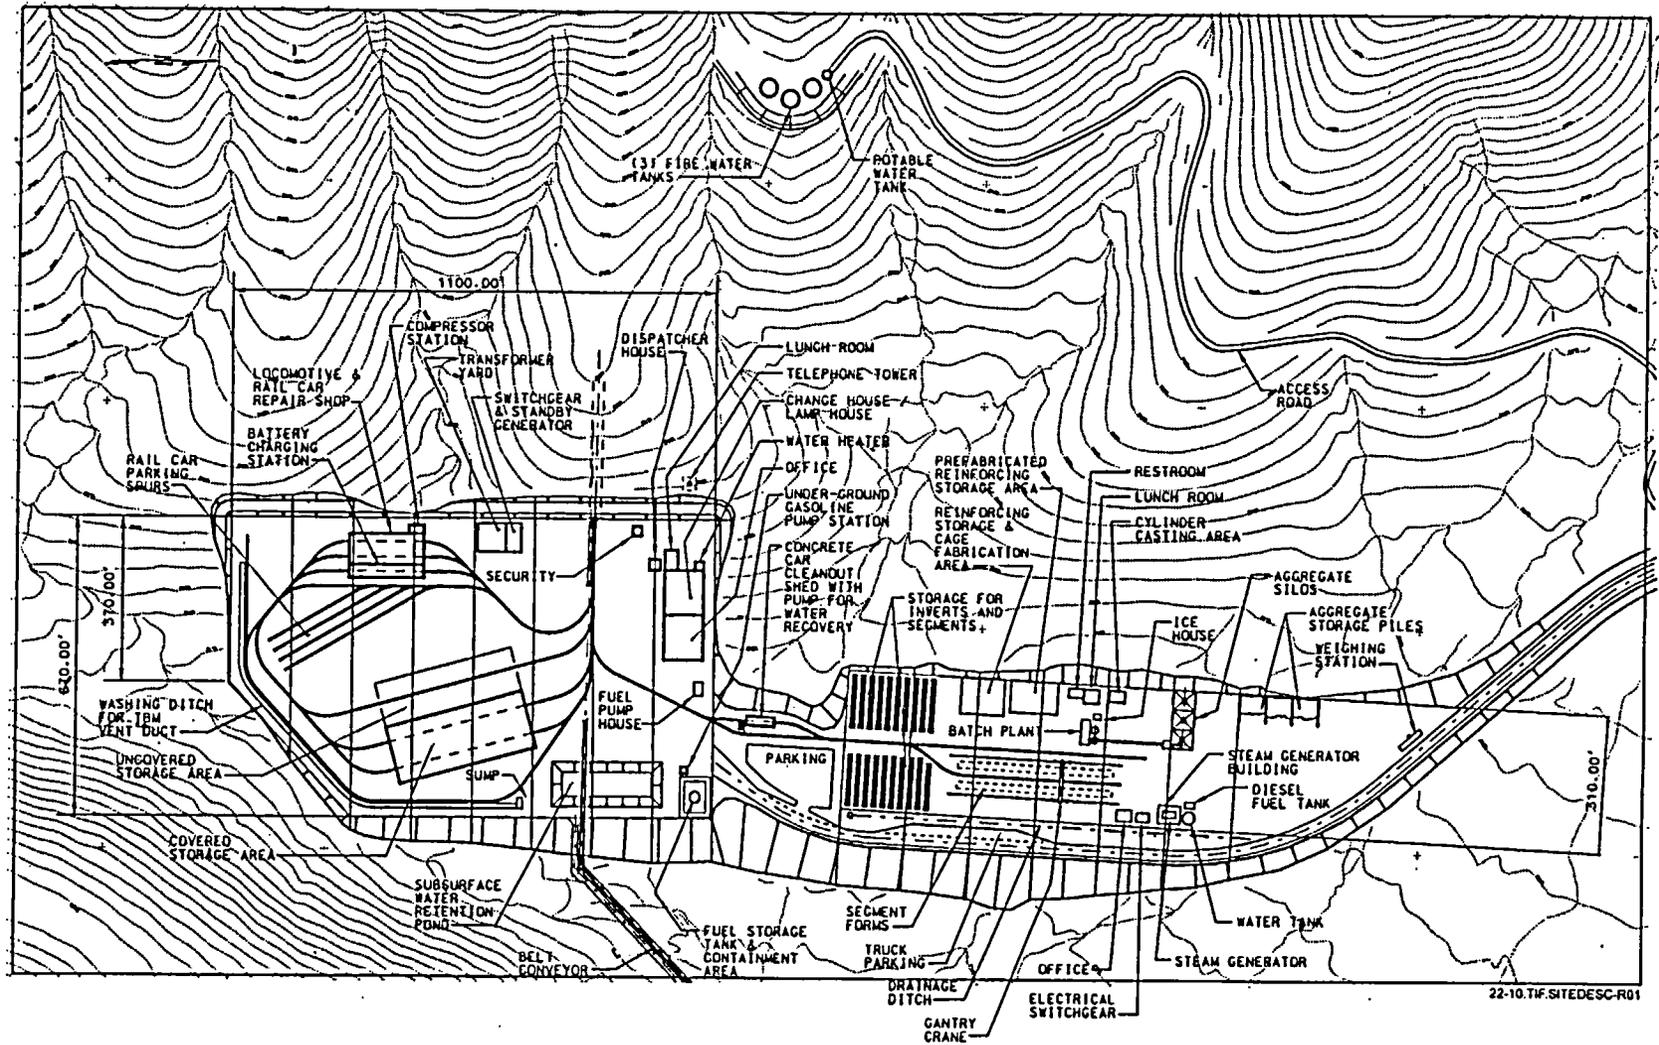 (3) FIRE WATER
TANKS
POTABLE
WATER
TANK
1100.00'
COMPRESSOR
STATION
TRANSFORMER
YARD
SWITCHGEAR
& STANDBY
GENERATOR
LOCOMOTIVE &
RAIL CAR
REPAIR SHOP
BATTERY
CHARGING
STATION
RAIL CAR
PARKING
SPURS
DISPATCHER
HOUSE
LUNCH ROOM
TELEPHONE TOWER
CHANGE HOUSE
LAMP HOUSE
WATER HEATER
OFFICE
UNDER-GROUND
GASOLINE
PUMP STATION
CONCRETE
CAR
CLEANOUT
SHED WITH
PUMP FOR
WATER
RECOVERY
ACCESS
ROAD
PREFABRICATED
REINFORCING
STORAGE AREA
REINFORCING
STORAGE &
CAGE
FABRICATION
AREA
STORAGE FOR
INVERTS AND
SEGMENTS
RESTROOM
LUNCH ROOM
CYLINDER
CASTING AREA
AGGREGATE
SILOS
AGGREGATE
STORAGE PILES
ICE
HOUSE
WEIGHING
STATION
SECURITY
370.00'
670.00'
WASHING DITCH
FOR TBM
VENT DUCT
UNCOVERED
STORAGE AREA
COVERED
STORAGE AREA
FUEL
PUMP
HOUSE
SUMP
PARKING
BATCH PLANT
STEAM GENERATOR
BUILDING
DIESEL
FUEL TANK
310.00'
SUBSURFACE
WATER
RETENTION
POND
BELT
CONVEYOR
FUEL STORAGE
TANK &
CONTAINMENT
AREA
SEGMENT
FORMS
TRUCK
PARKING
DRAINAGE
DITCH
GANTRY
CRANE
OFFICE
ELECTRICAL
SWITCHGEAR
WATER TANK
STEAM GENERATOR
22-10.TIF.SITEDESC-R01